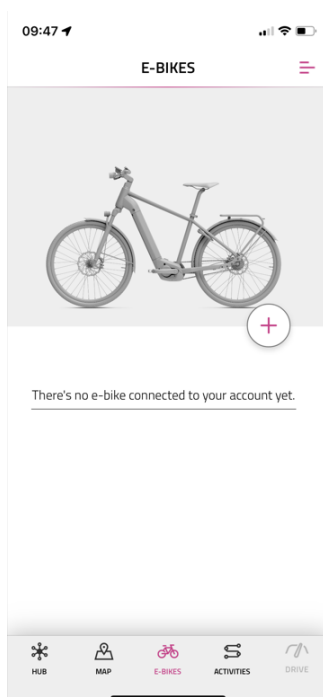 09:47
E-BIKES
There's no e-bike connected to your account yet.
HUB
MAP
E-BIKES
ACTIVITIES
DRIVE